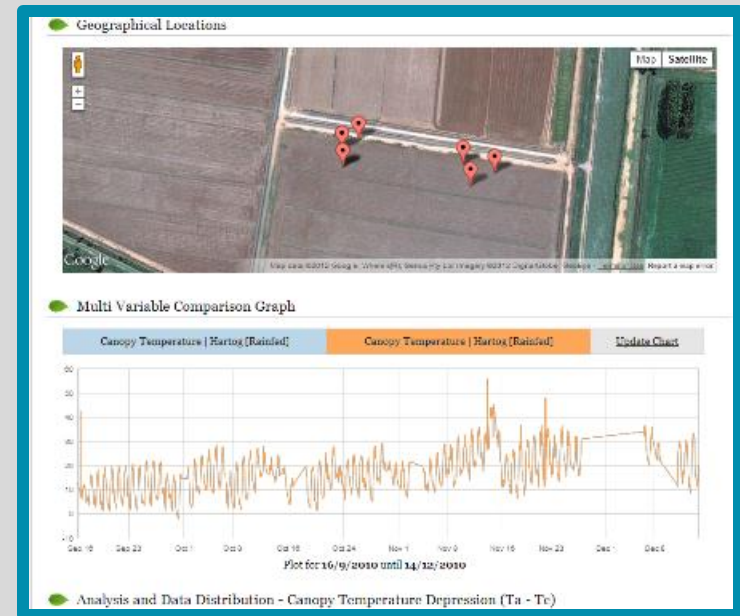 Geographical Locations
Map Satellite
+
−
Google
Report a map error
Multi Variable Comparison Graph
Canopy Temperature | Hartog [Rainfed]
Canopy Temperature | Hartog [Rainfed]
Update Chart
60
50
40
30
20
10
0
-10
Sep 16 Sep 23 Oct 1 Oct 8 Oct 16 Oct 24 Nov 1 Nov 8 Nov 16 Nov 23 Dec 1 Dec 8
Plot for 16/9/2010 until 14/12/2010
Analysis and Data Distribution - Canopy Temperature Depression (Ta - Tc)